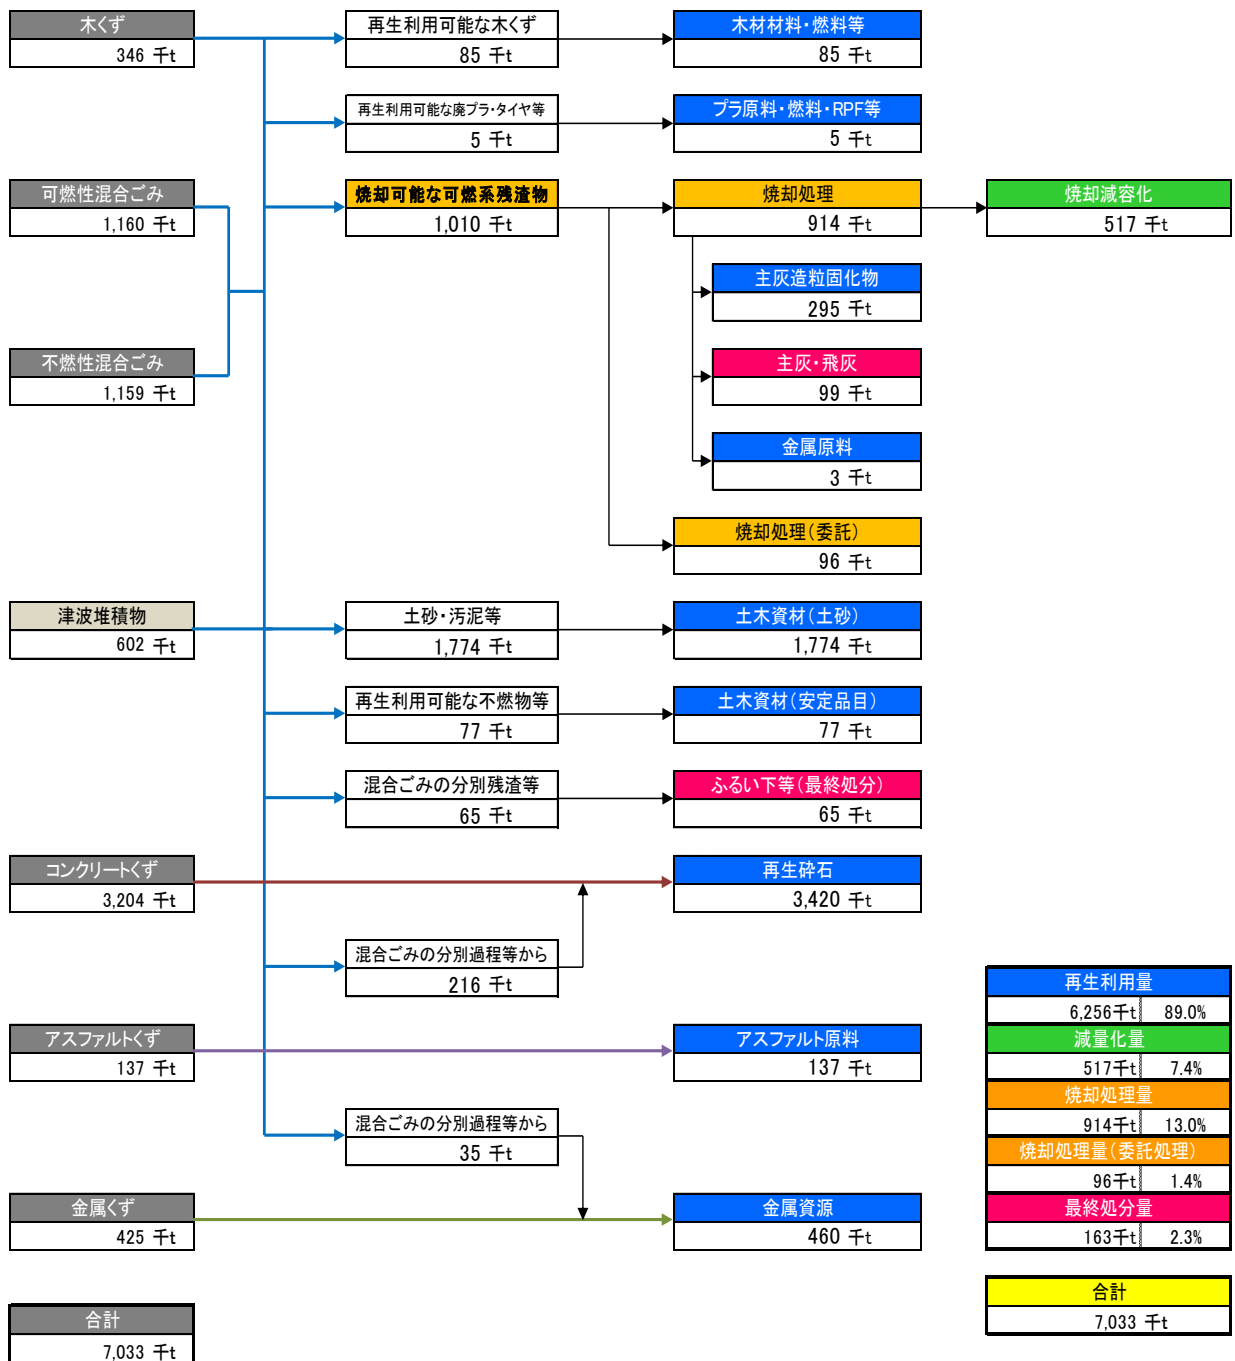 木くず
346 千t
再生利用可能な木くず
85 千t
木材材料・燃料等
85 千t
再生利用可能な廃プラ・タイヤ等
5 千t
プラ原料・燃料・RPF等
5 千t
可燃性混合ごみ
1,160 千t
焼却可能な可燃系残渣物
1,010 千t
焼却処理
914 千t
焼却減容化
517 千t
主灰造粒固化物
295 千t
不燃性混合ごみ
1,159 千t
主灰・飛灰
99 千t
金属原料
3 千t
焼却処理(委託)
96 千t
津波堆積物
602 千t
土砂・汚泥等
1,774 千t
土木資材(土砂)
1,774 千t
再生利用可能な不燃物等
77 千t
土木資材(安定品目)
77 千t
混合ごみの分別残渣等
65 千t
ふるい下等(最終処分)
65 千t
コンクリートくず
3,204 千t
再生砕石
3,420 千t
混合ごみの分別過程等から
216 千t
アスファルトくず
137 千t
アスファルト原料
137 千t
混合ごみの分別過程等から
35 千t
金属くず
425 千t
金属資源
460 千t
再生利用量
6,256千t 89.0%
減量化量
517千t 7.4%
焼却処理量
914千t 13.0%
焼却処理量(委託処理)
96千t 1.4%
最終処分量
163千t 2.3%
合計
7,033 千t
合計
7,033 千t